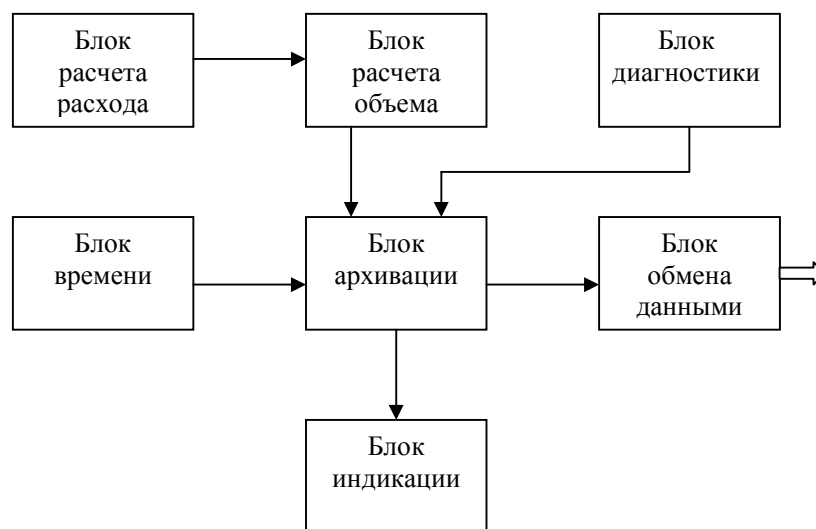 Блок
расчета
расхода
Блок
расчета
объема
Блок
диагностики
Блок
времени
Блок
архивации
Блок
обмена
данными
Блок
индикации